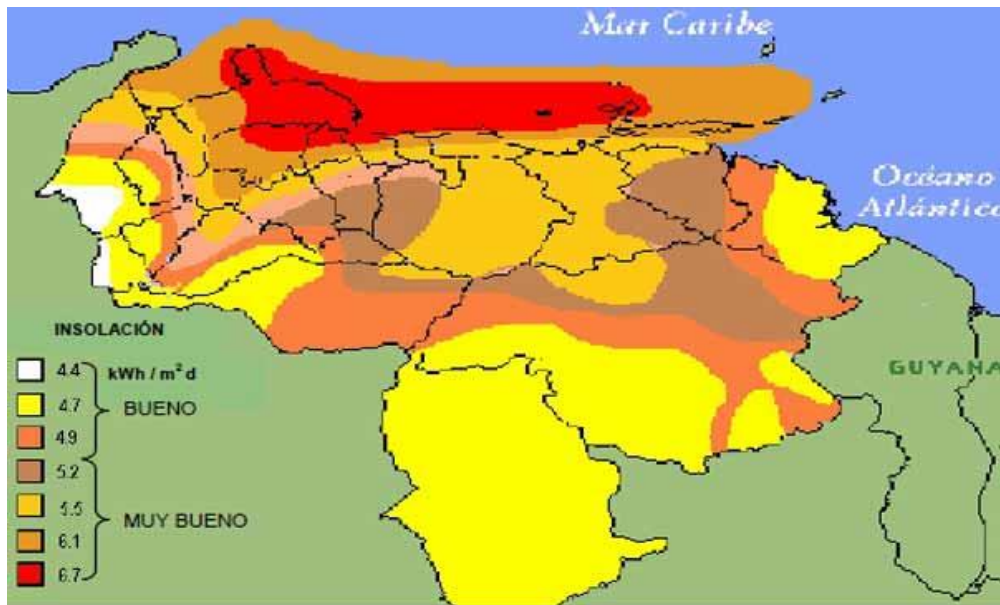 Mar Caribe
Océano
Atlántico
GUYANA
INSOLACIÓN
4.4 kWh / m² d
4.7 BUENO
4.9
5.2
5.5 MUY BUENO
6.1
6.7